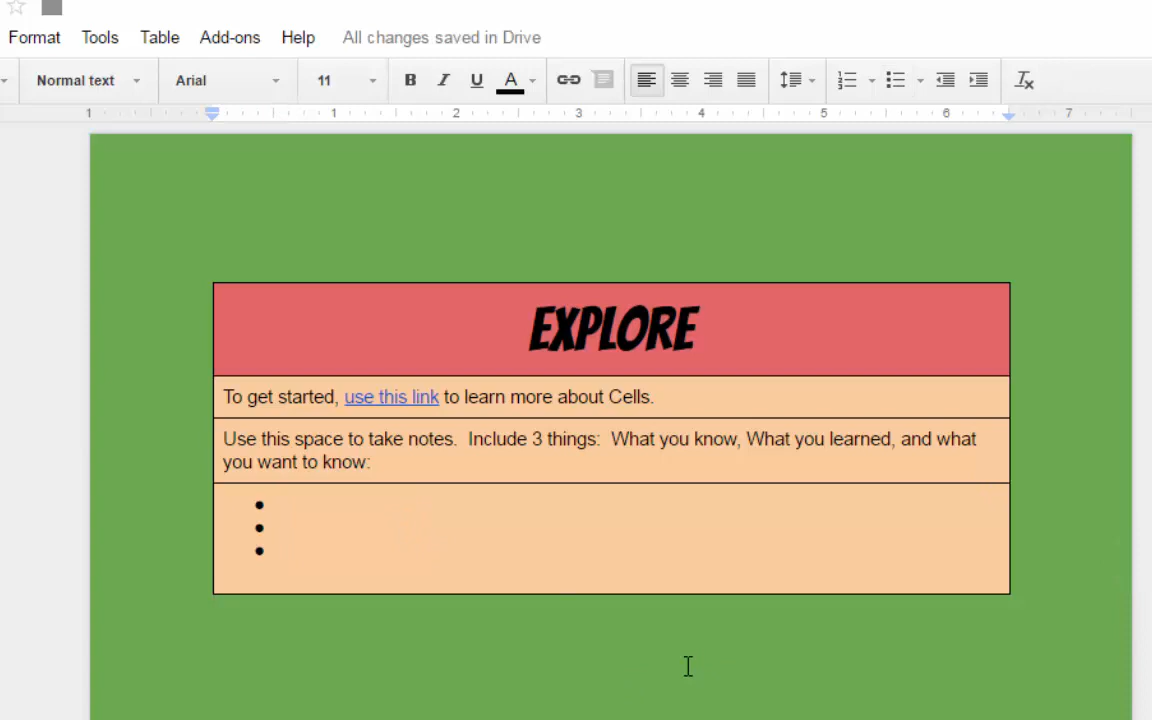 Format Tools Table Add-ons Help All changes saved in Drive
Normal text Arial 11 B I U A
1 1 2 3 4 5 6 7
EXPLORE
To get started, use this link to learn more about Cells.
Use this space to take notes.  Include 3 things:  What you know, What you learned, and what
you want to know: